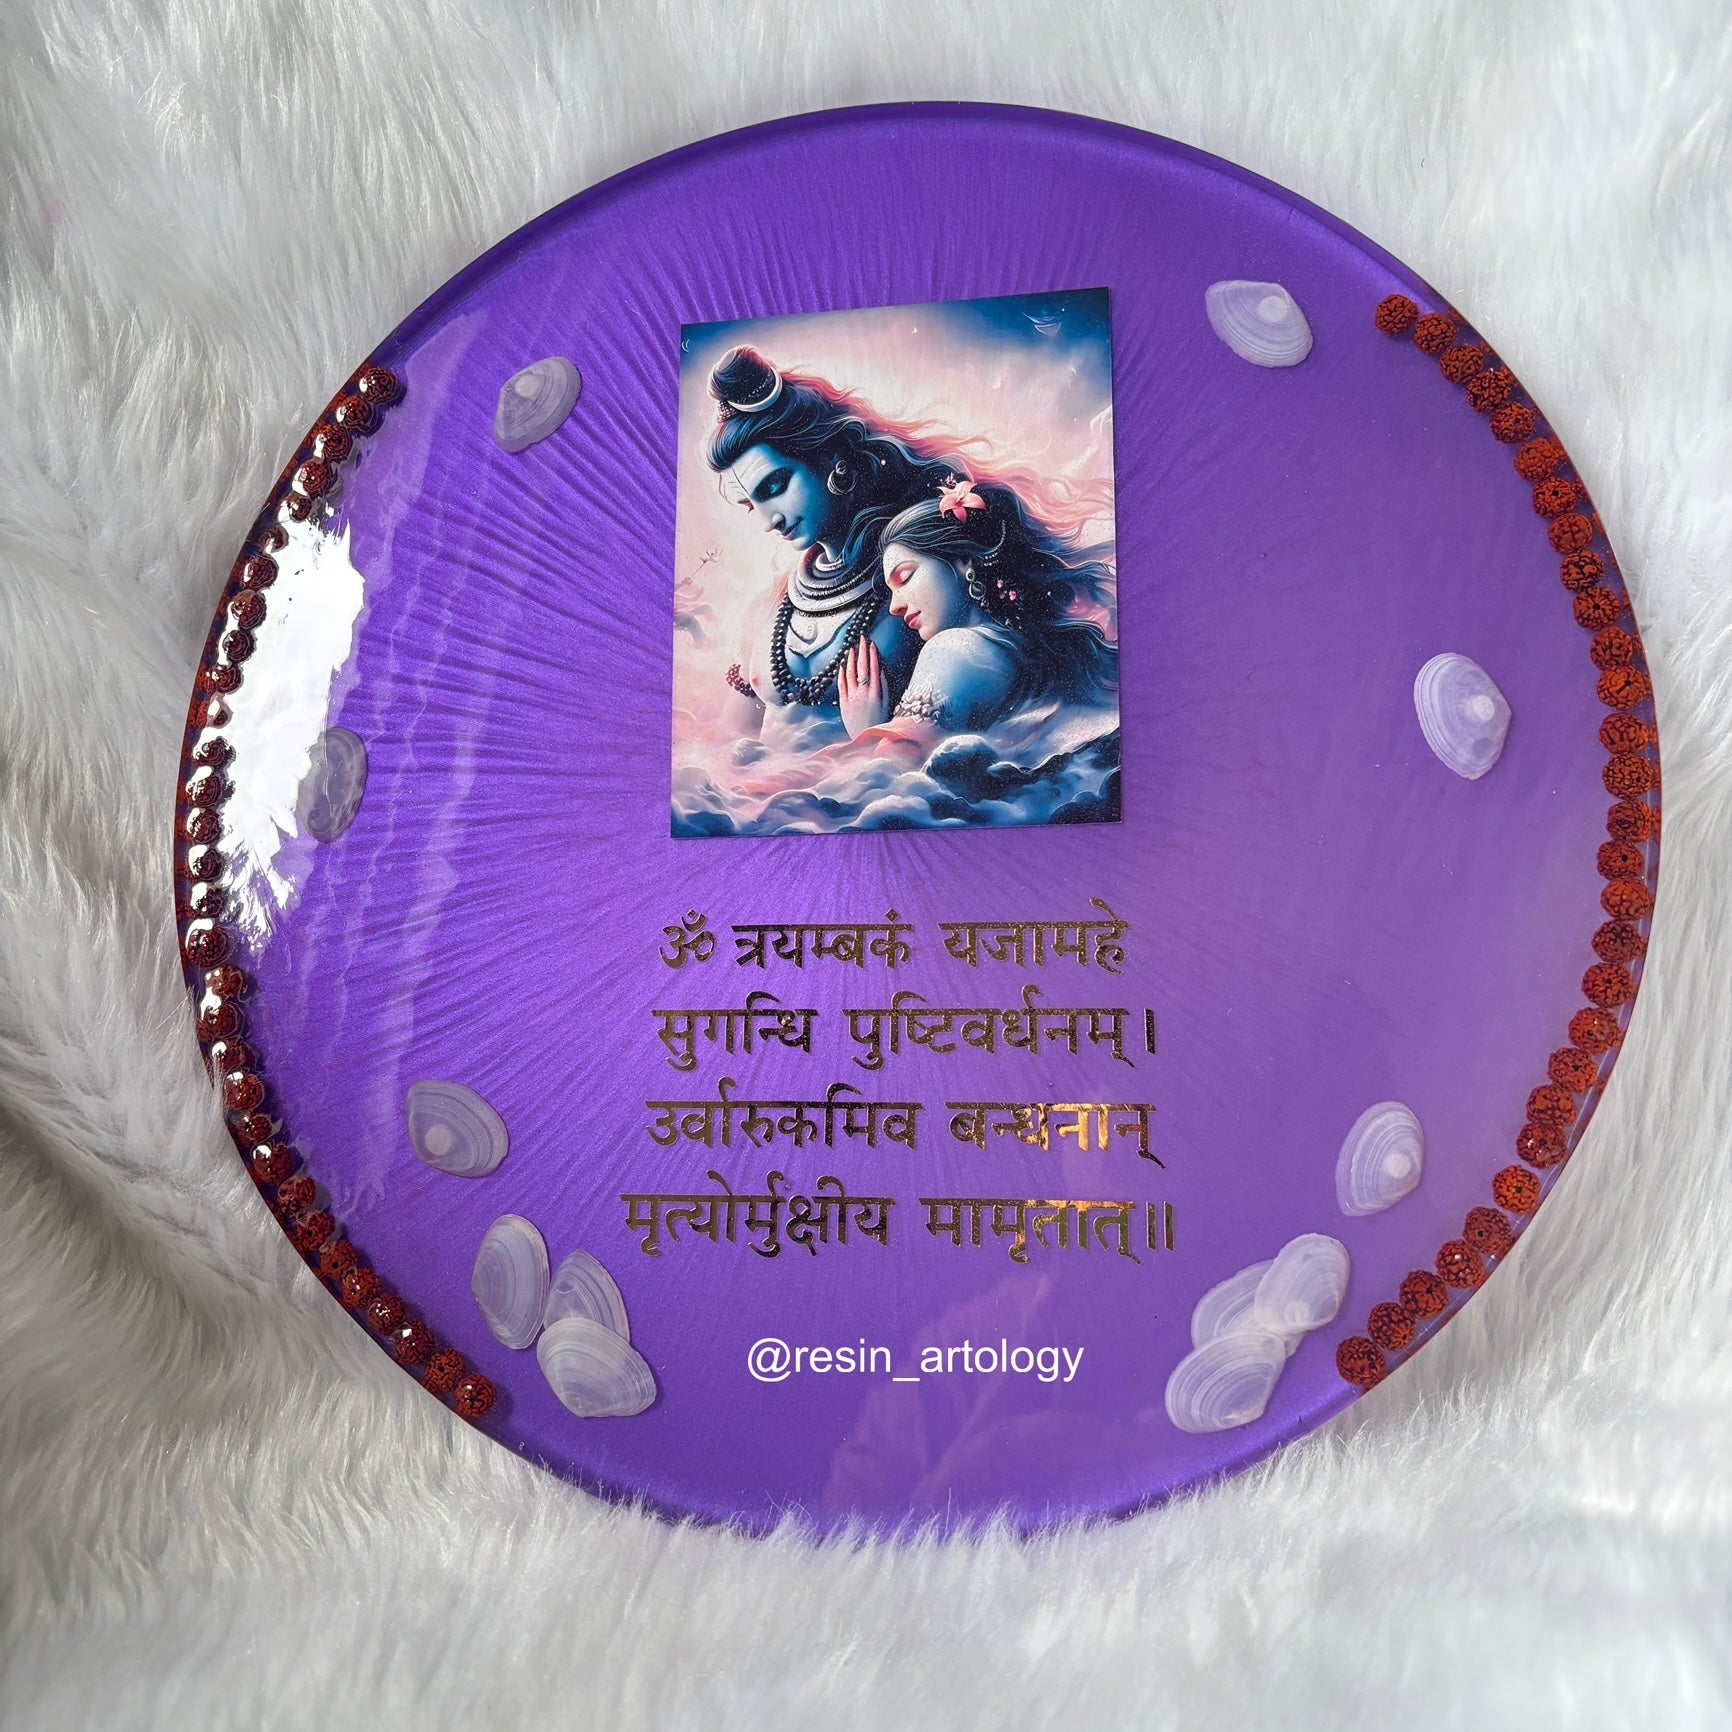 ॐ त्रयम्बकं यजामहे
सुगन्धि पुष्टिवर्धनम्।
उर्वारुकमिव बन्धनान्
मृत्योर्मुक्षीय मामृतात्॥
@resin_artology